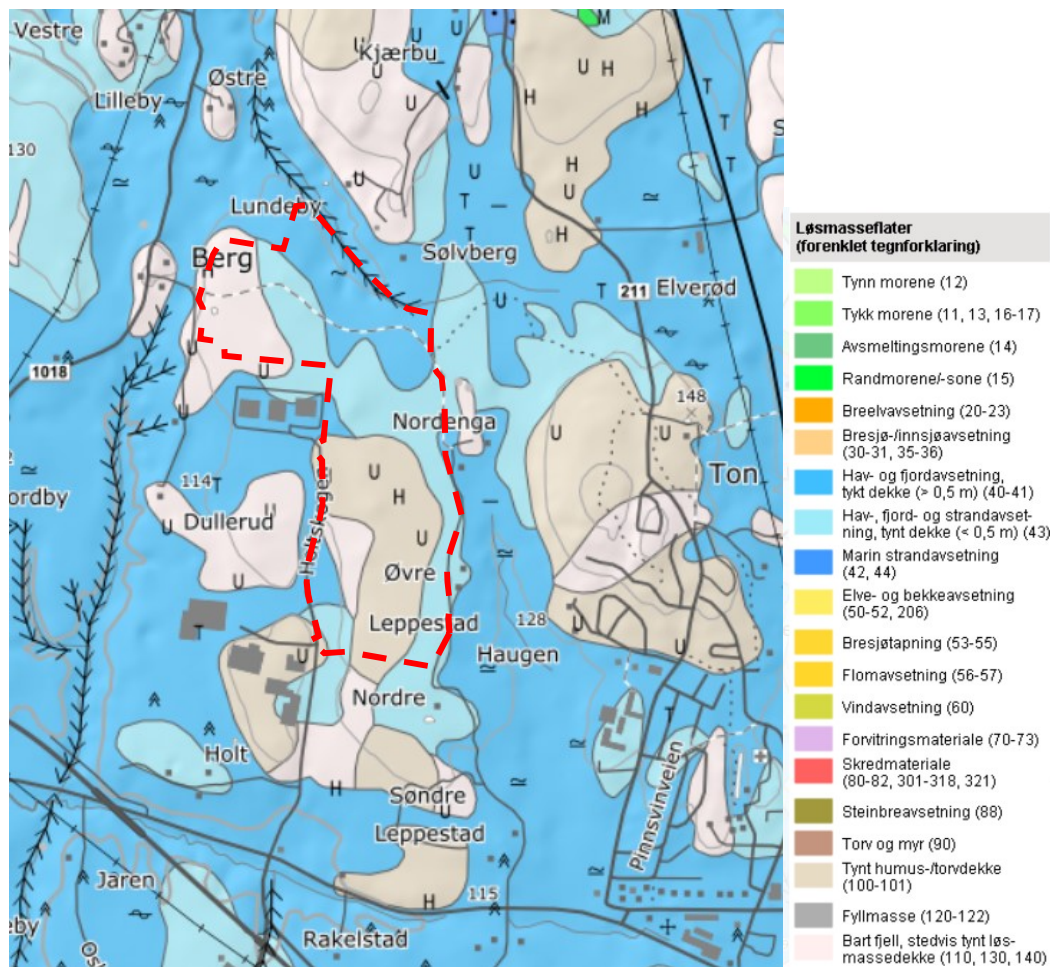 Vestre
Kjærbu
M
Østre
U
U
U H
Lilleby
U
H
H
T
130
T
H
U
U
U
T
Lundeby
U
H
Sølvberg
Berg
U
T
211
Elverød
U
1018
U
148
Nordenga
U
U
U
Ton
114
T
U
H
ordby
U
Dullerud
U
Holtskogen
U
Øvre
U
128
Leppestad
U
T
U
Haugen
U
Nordre
T
Holt
Pinnsvinveien
H
Søndre
Leppestad
Jaren
115
H
eby
Rakelstad
Løsmasseflater
(forenklet tegnforklaring)
Tynn morene (12)
Tykk morene (11, 13, 16-17)
Avsmeltingsmorene (14)
Randmorene/-sone (15)
Breelvavsetning (20-23)
Bresjø-/innsjøavsetning
(30-31, 35-36)
Hav- og fjordavsetning,
tykt dekke (> 0,5 m) (40-41)
Hav-, fjord- og strandavset-
ning, tynt dekke (< 0,5 m) (43)
Marin strandavsetning
(42, 44)
Elve- og bekkeavsetning
(50-52, 206)
Bresjøtapning (53-55)
Flomavsetning (56-57)
Vindavsetning (60)
Forvitringsmateriale (70-73)
Skredmateriale
(80-82, 301-318, 321)
Steinbreavsetning (88)
Torv og myr (90)
Tynt humus-/torvdekke
(100-101)
Fyllmasse (120-122)
Bart fjell, stedvis tynt løs-
massedekke (110, 130, 140)